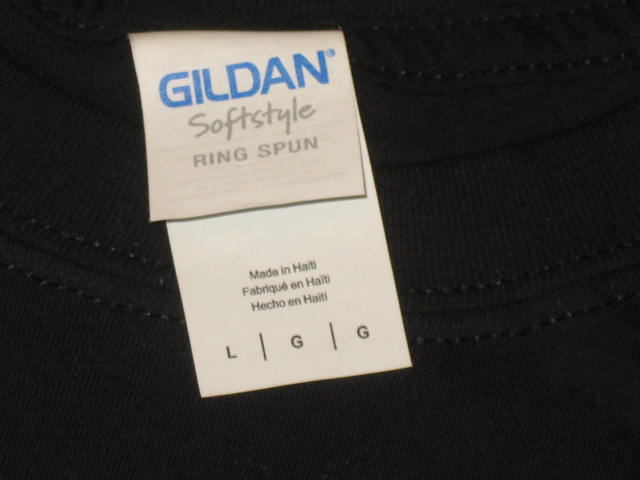 GILDAN®
Softstyle
RING SPUN
Made in Haiti
Fabriqué en Haïti
Hecho en Haití
L | G | G